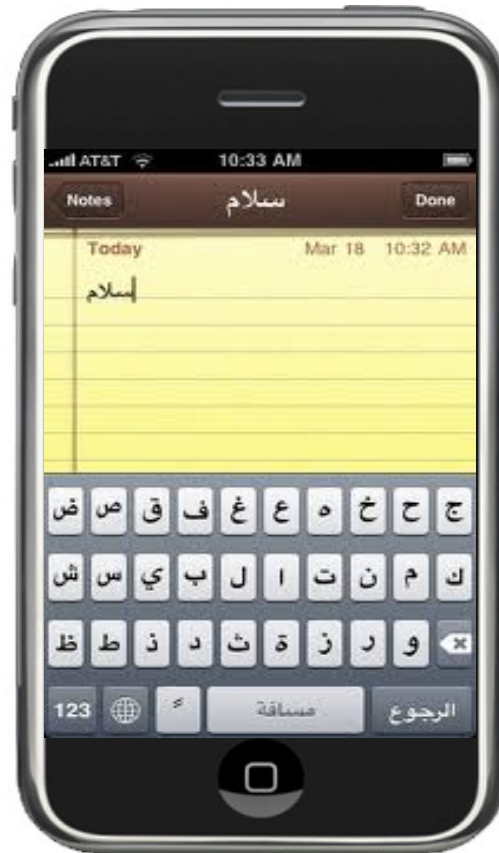 AT&T 10:33 AM
Notes سلام Done
Today Mar 18 10:32 AM
سلام
ض ص ق ف غ ع ه خ ح ج
ش س ي ب ل ا ت ن م ك
ظ ط ذ د ث ة ز ر و
123 مسافة الرجوع